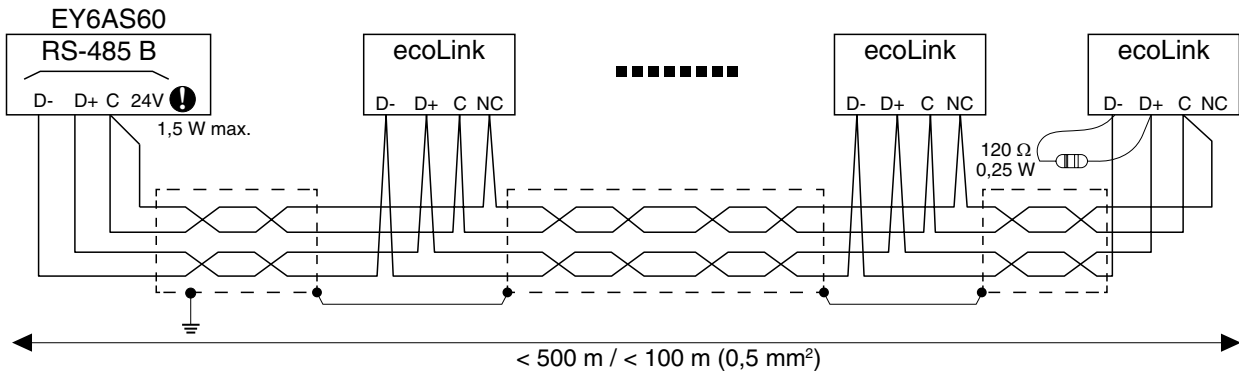 EY6AS60
RS-485 B
D- D+ C 24V
1,5 W max.
ecoLink
D- D+ C NC
ecoLink
D- D+ C NC
ecoLink
D- D+ C NC
120 Ω
0,25 W
< 500 m / < 100 m (0,5 mm²)